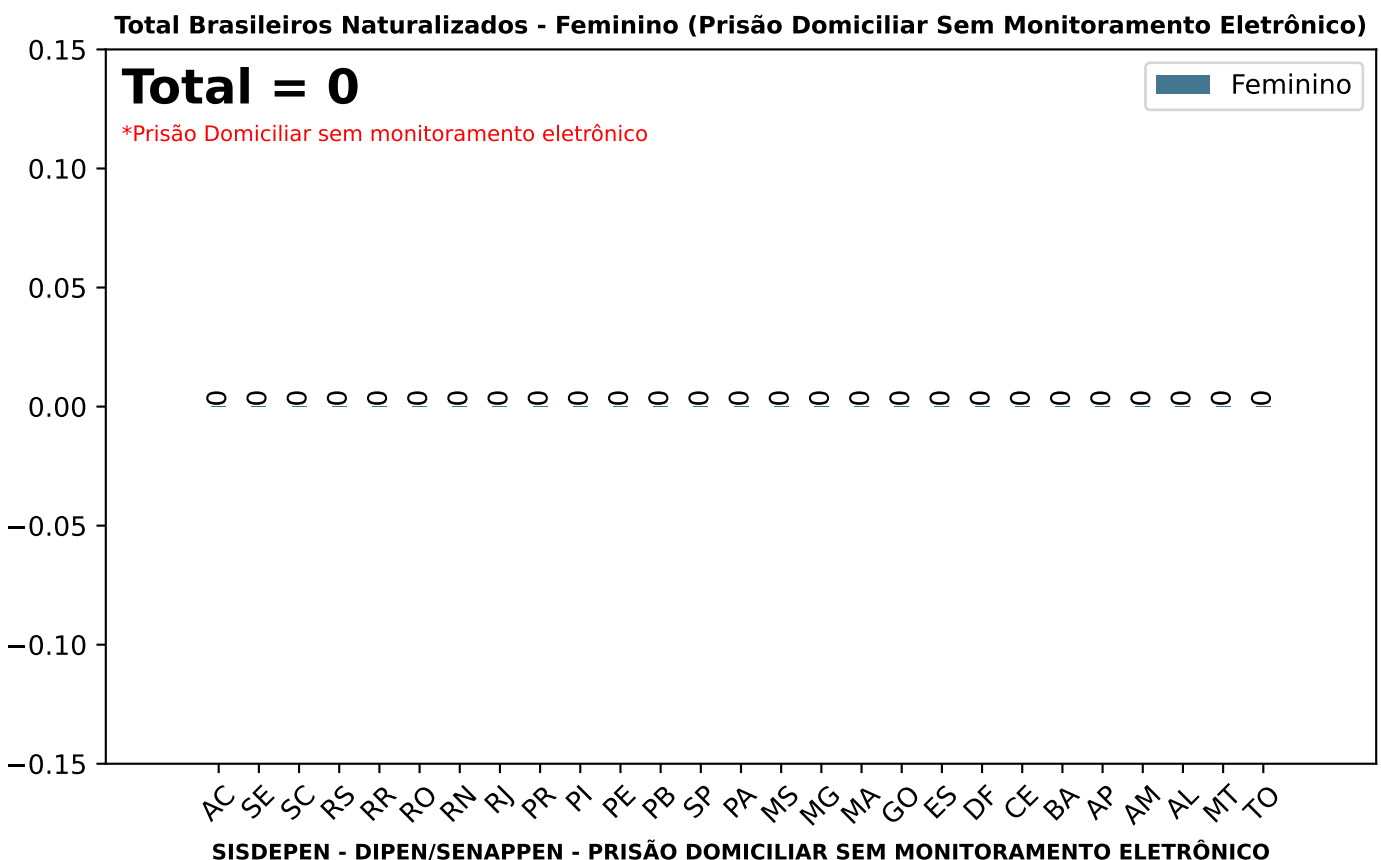 Total Brasileiros Naturalizados - Feminino (Prisão Domiciliar Sem Monitoramento Eletrônico)
0.15
Total = 0
Feminino
*Prisão Domiciliar sem monitoramento eletrônico
0.10
0.05
0.00
0 0 0 0 0 0 0 0 0 0 0 0 0 0 0 0 0 0 0 0 0 0 0 0 0 0 0
−0.05
−0.10
−0.15
AC SE SC RS RR RO RN RJ PR PI PE PB SP PA MS MG MA GO ES DF CE BA AP AM AL MT TO
SISDEPEN - DIPEN/SENAPPEN - PRISÃO DOMICILIAR SEM MONITORAMENTO ELETRÔNICO